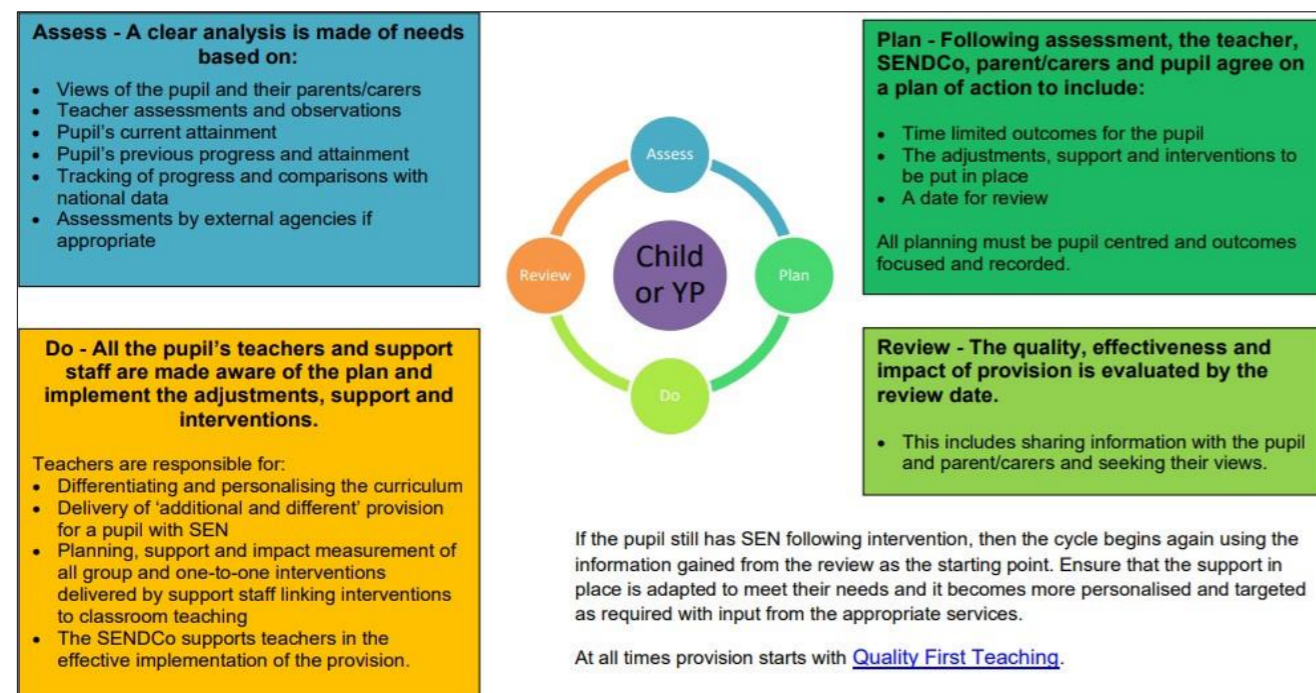 Assess - A clear analysis is made of needs
based on:
• Views of the pupil and their parents/carers
• Teacher assessments and observations
• Pupil's current attainment
• Pupil's previous progress and attainment
• Tracking of progress and comparisons with
national data
• Assessments by external agencies if
appropriate
Plan - Following assessment, the teacher,
SENDCo, parent/carers and pupil agree on
a plan of action to include:
• Time limited outcomes for the pupil
• The adjustments, support and interventions to
be put in place
• A date for review
All planning must be pupil centred and outcomes
focused and recorded.
Assess
Review
Child
or YP
Plan
Do
Do - All the pupil's teachers and support
staff are made aware of the plan and
implement the adjustments, support and
interventions.
Teachers are responsible for:
• Differentiating and personalising the curriculum
• Delivery of 'additional and different' provision
for a pupil with SEN
• Planning, support and impact measurement of
all group and one-to-one interventions
delivered by support staff linking interventions
to classroom teaching
• The SENDCo supports teachers in the
effective implementation of the provision.
Review - The quality, effectiveness and
impact of provision is evaluated by the
review date.
• This includes sharing information with the pupil
and parent/carers and seeking their views.
If the pupil still has SEN following intervention, then the cycle begins again using the
information gained from the review as the starting point. Ensure that the support in
place is adapted to meet their needs and it becomes more personalised and targeted
as required with input from the appropriate services.
At all times provision starts with Quality First Teaching.